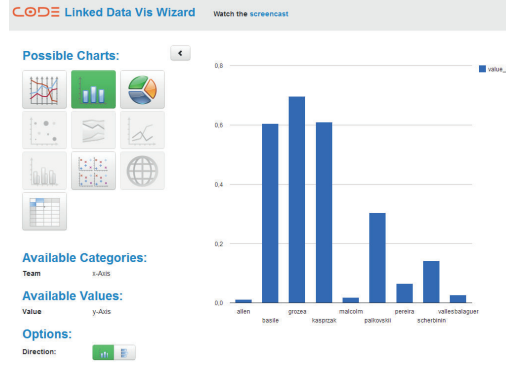 CODE Linked Data Vis Wizard Watch the screencast
Possible Charts:
Available Categories:
Team x-Axis
Available Values:
Value y-Axis
Options:
Direction:
0,8
0,6
0,4
0,2
0,0
allen grozea malcolm pereira vallesbalaguer
basile kasprzak palkovskii scherbinin
value_